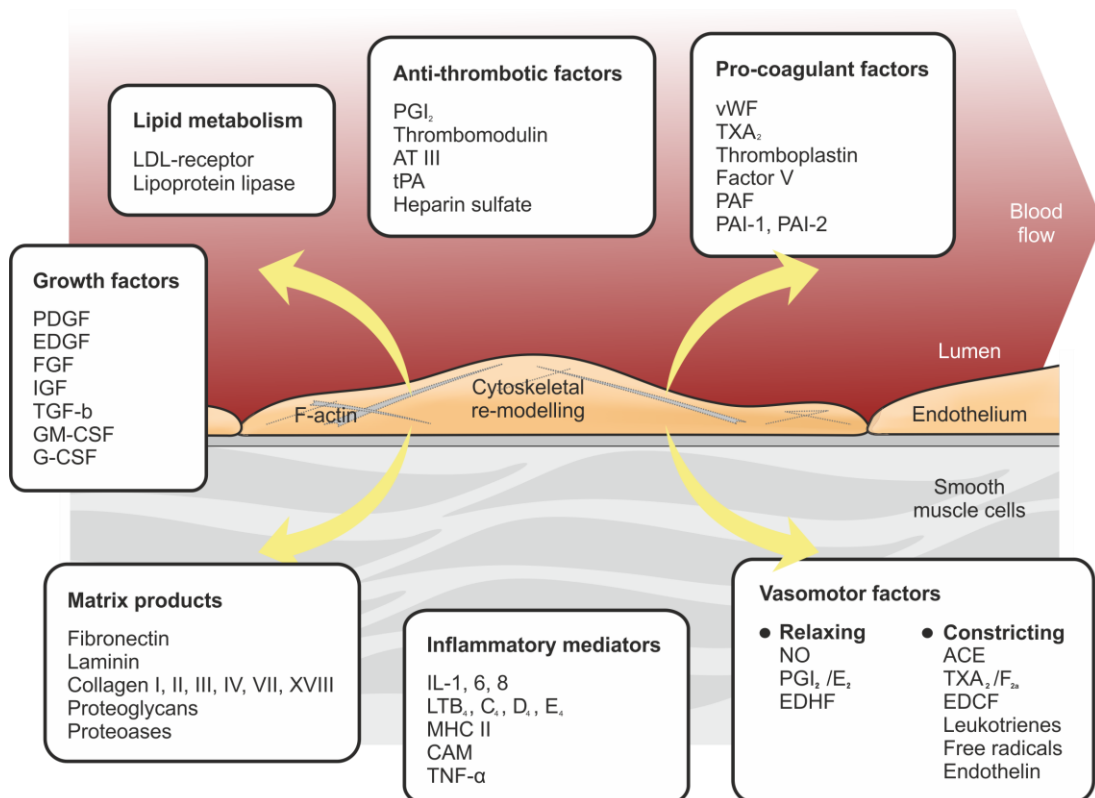 Lipid metabolism
LDL-receptor
Lipoprotein lipase
Anti-thrombotic factors
PGI₂
Thrombomodulin
AT III
tPA
Heparin sulfate
Pro-coagulant factors
vWF
TXA₂
Thromboplastin
Factor V
PAF
PAI-1, PAI-2
Blood
flow
Growth factors
PDGF
EDGF
FGF
IGF
TGF-b
GM-CSF
G-CSF
Lumen
F-actin
Cytoskeletal
re-modelling
Endothelium
Smooth
muscle cells
Matrix products
Fibronectin
Laminin
Collagen I, II, III, IV, VII, XVIII
Proteoglycans
Proteoases
Inflammatory mediators
IL-1, 6, 8
LTB₄, C₄, D₄, E₄
MHC II
CAM
TNF-α
Vasomotor factors
● Relaxing
NO
PGI₂ /E₂
EDHF
● Constricting
ACE
TXA₂ /F₂ₐ
EDCF
Leukotrienes
Free radicals
Endothelin